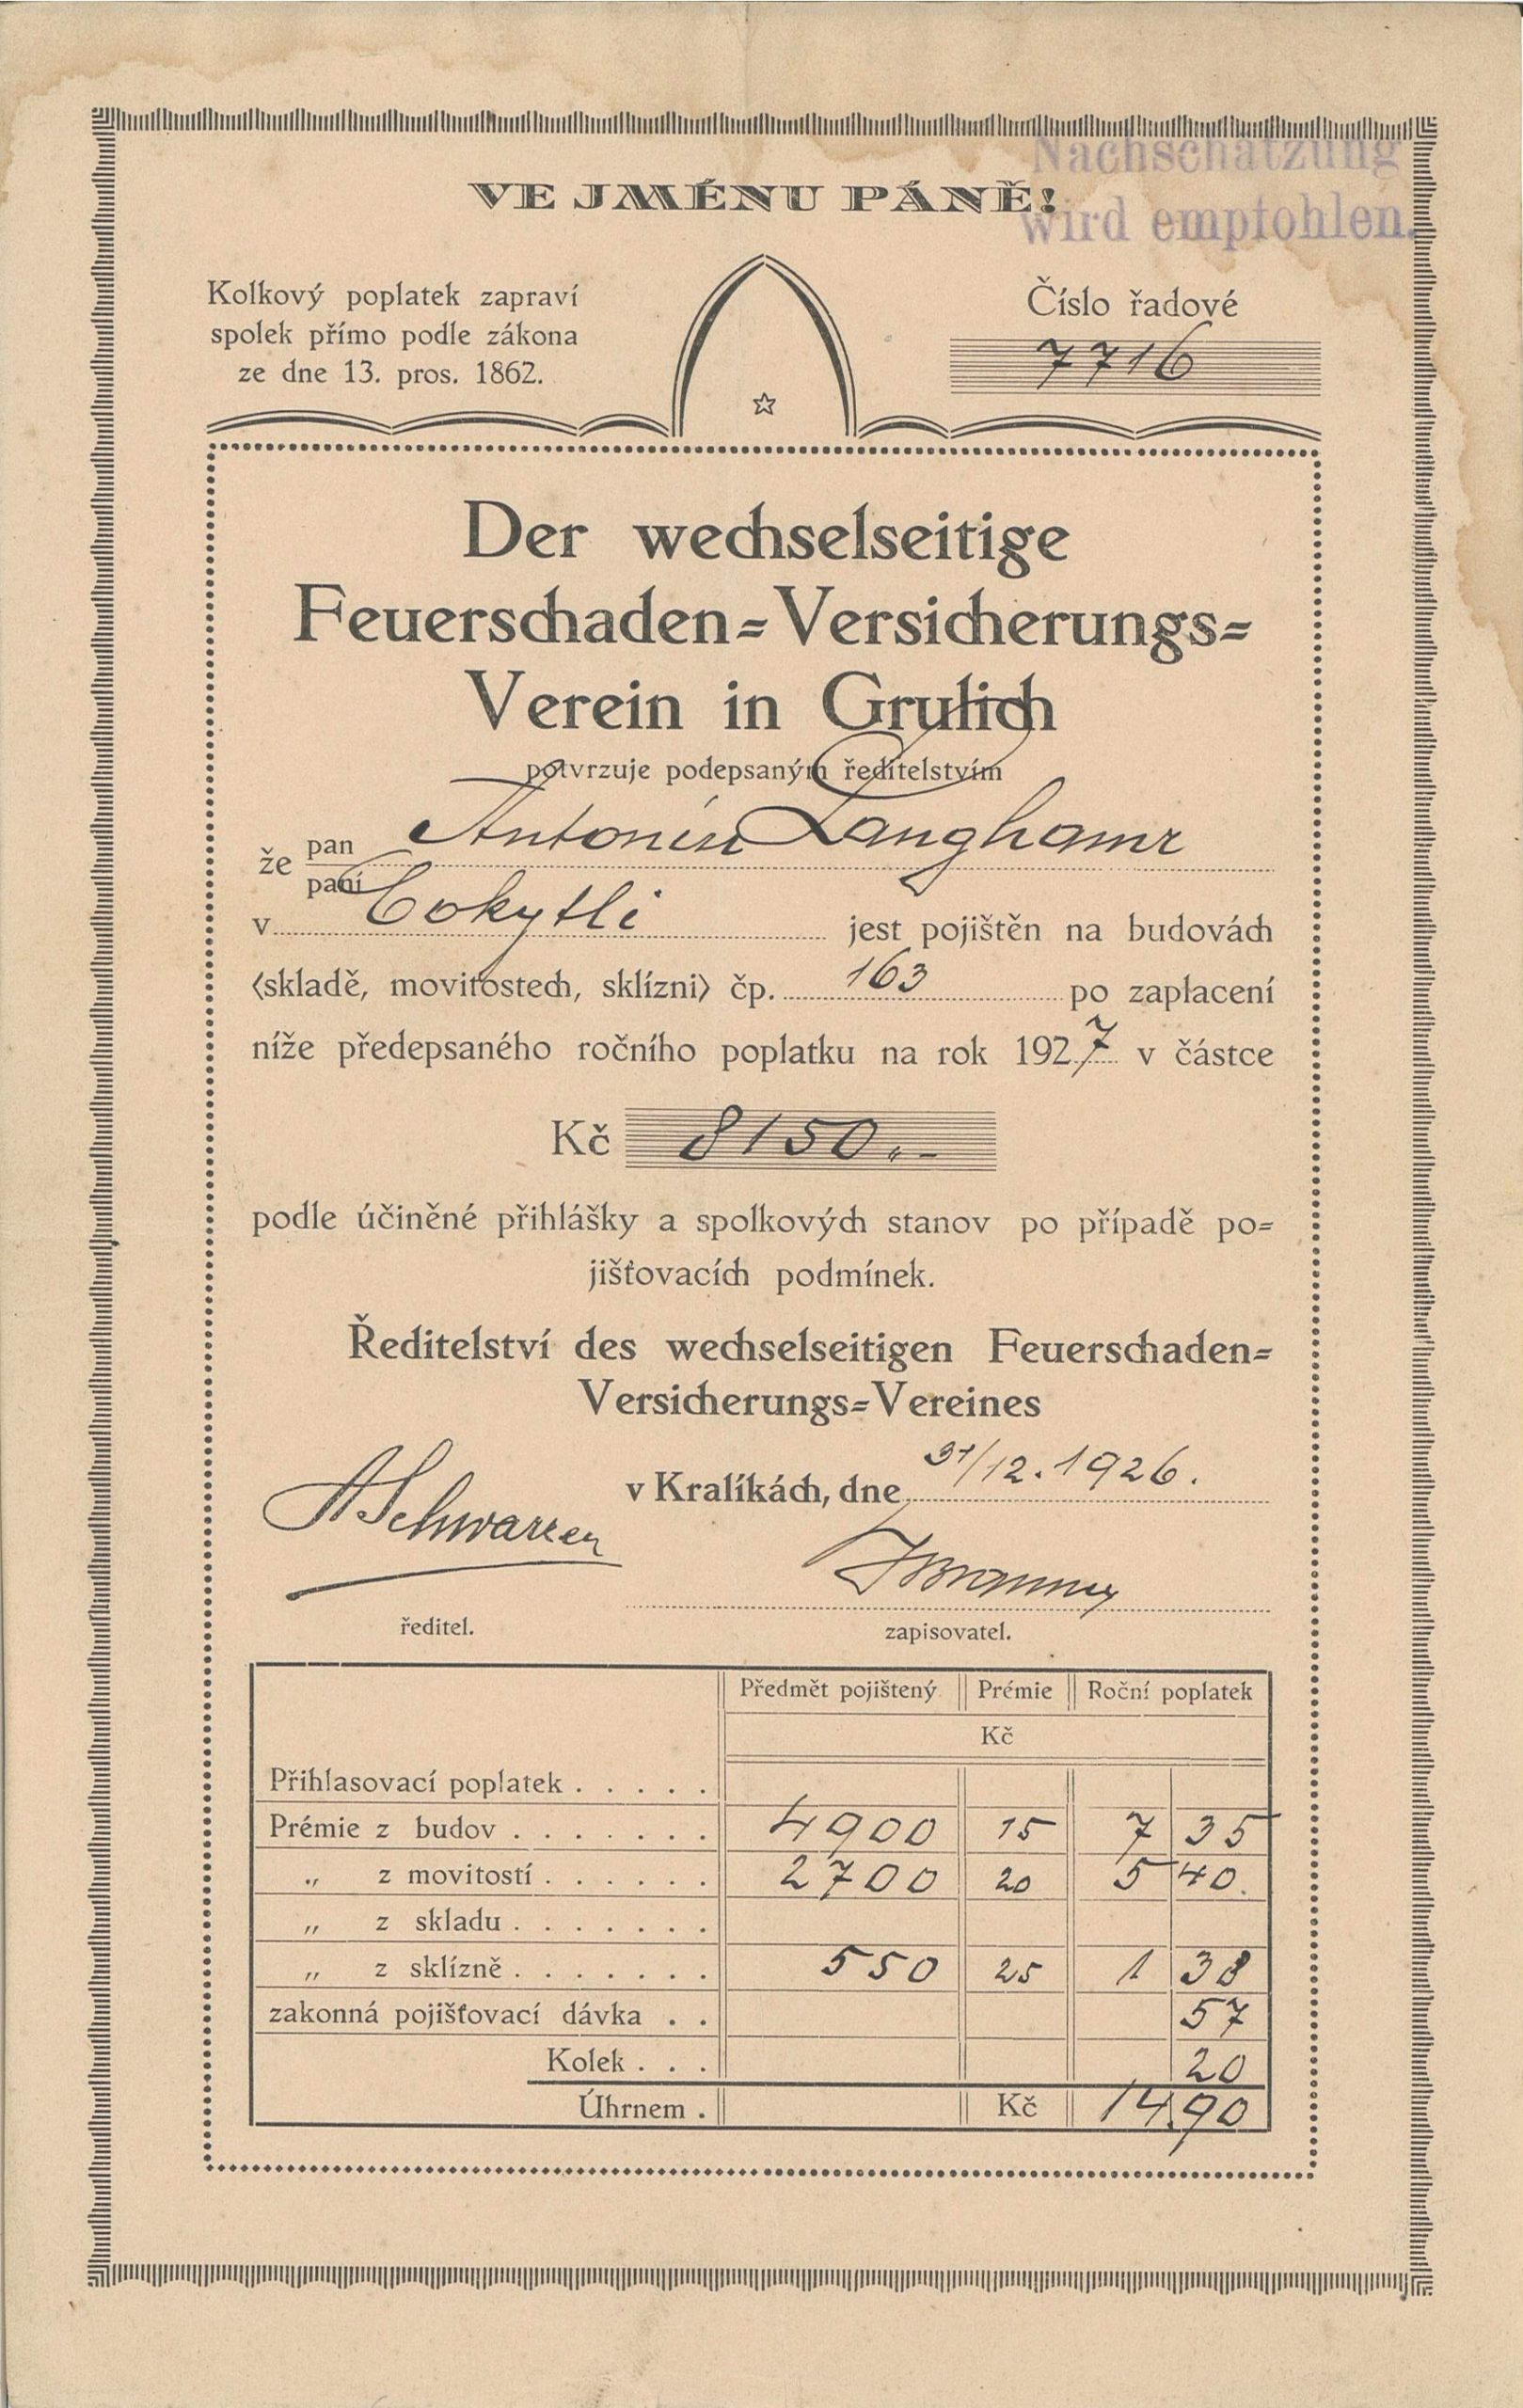 Nachschätzung
wird empfohlen.
VE JMÉNU PÁNĚ!
Kolkový poplatek zapraví
spolek přímo podle zákona
ze dne 13. pros. 1862.
Číslo řadové
7716
Der wechselseitige
Feuerschaden=Versicherungs=
Verein in Grulich
potvrzuje podepsaným ředitelstvím
že pan Antonín Langhamr
paní
v Cokytli jest pojištěn na budovách
(skladě, movitostech, sklízni) čp. 163 po zaplacení
níže předepsaného ročního poplatku na rok 1927 v částce
Kč 8150.-
podle účiněné přihlášky a spolkových stanov po případě po=
jišťovacích podmínek.
Ředitelství des wechselseitigen Feuerschaden=
Versicherungs=Vereines
v Kralíkách, dne 31/12. 1926.
ředitel. zapisovatel.
Předmět pojištený Prémie Roční poplatek
Kč
Přihlasovací poplatek . . . . .
Prémie z budov . . . . . . . 4900 15 7 35
„ z movitostí . . . . . . 2700 20 5 40.
„ z skladu . . . . . . .
„ z sklízně . . . . . . . 550 25 1 38
zakonná pojišťovací dávka . . 57
Kolek . . . 20
Úhrnem . Kč 14.90